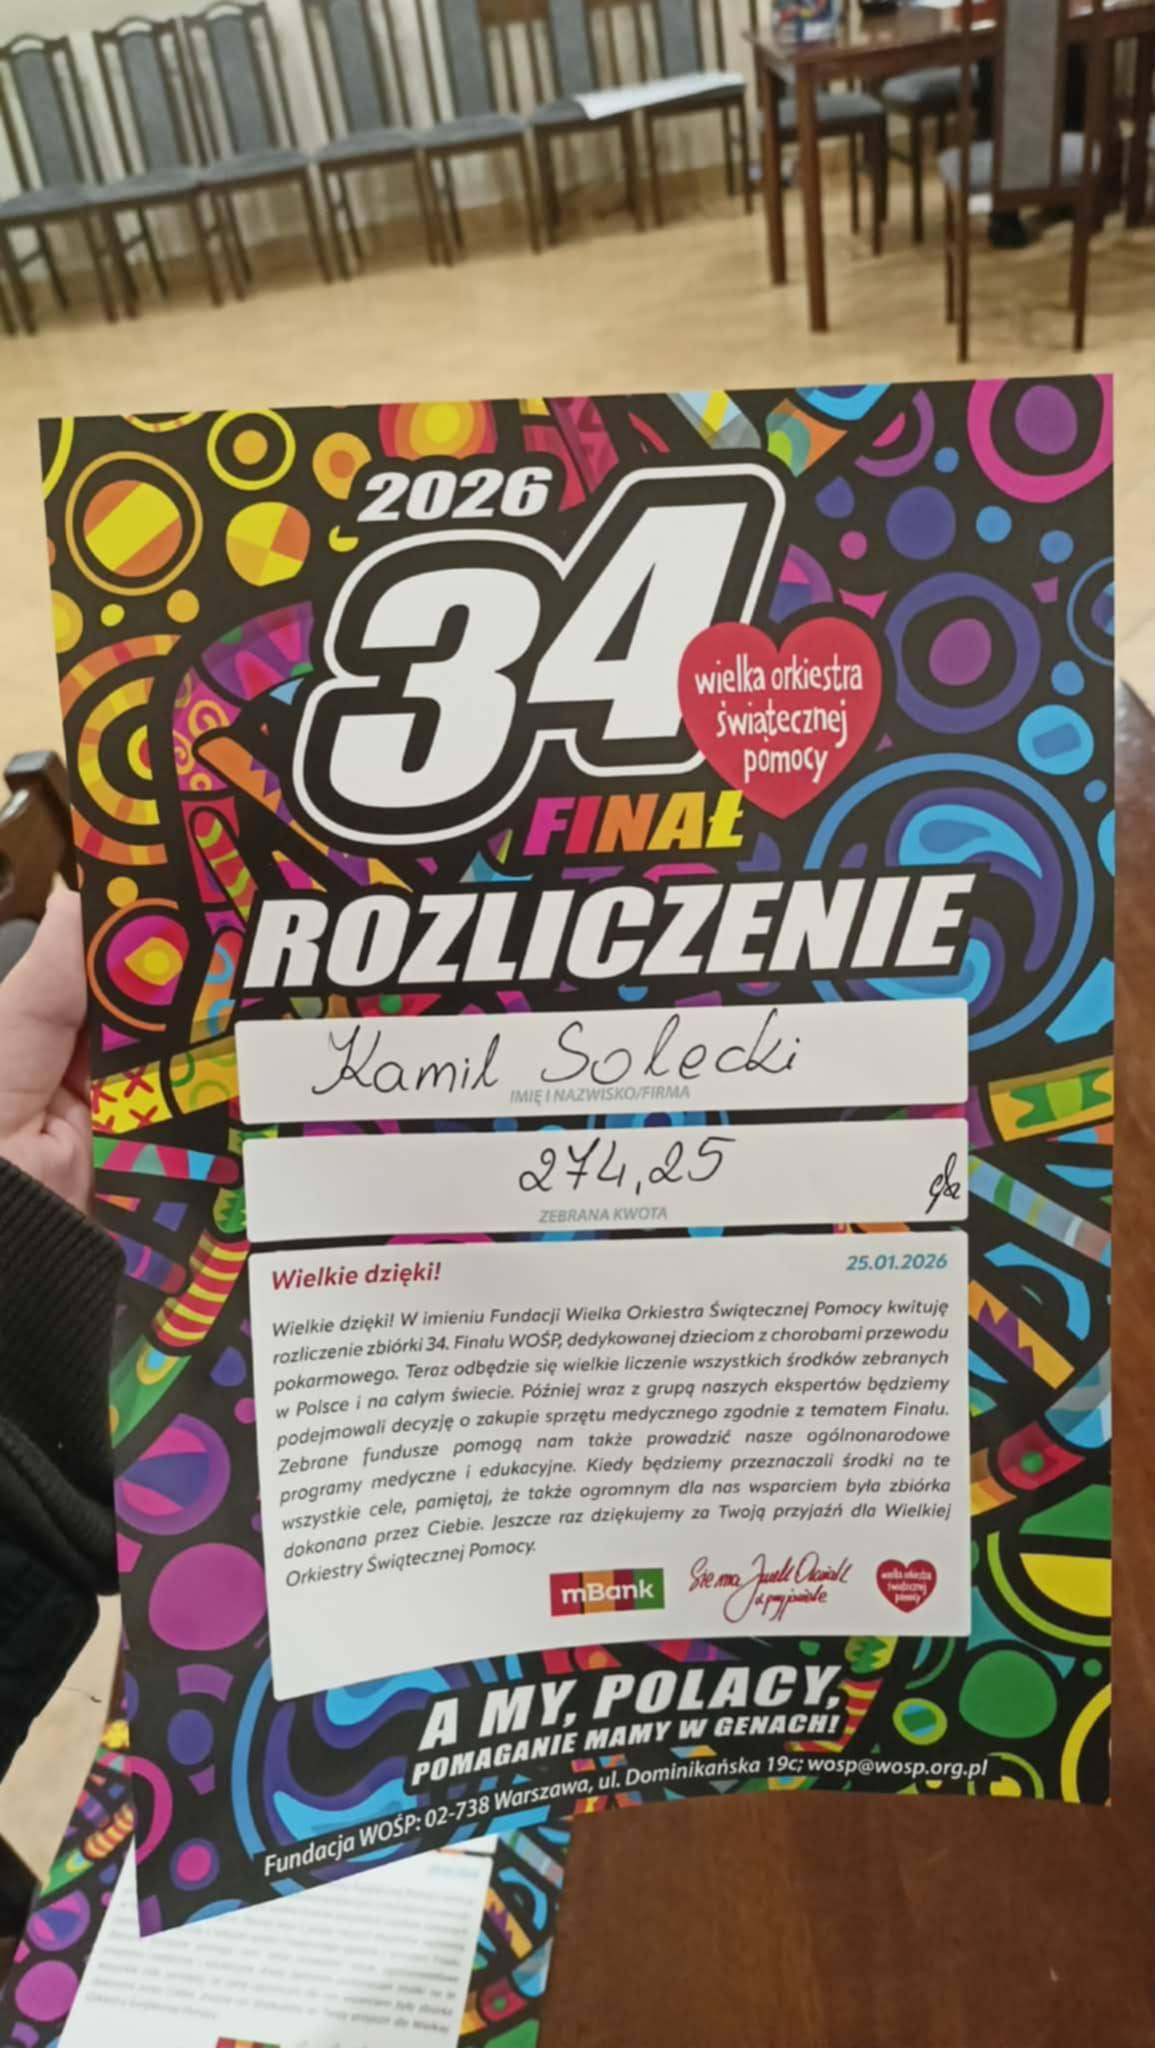 2026
34
wielka orkiestra
świątecznej
pomocy
FINAŁ
ROZLICZENIE
Kamil Solecki
IMIĘ I NAZWISKO/FIRMA
274,25
ZEBRANA KWOTA
Wielkie dzięki!
25.01.2026
Wielkie dzięki! W imieniu Fundacji Wielka Orkiestra Świątecznej Pomocy kwituję
rozliczenie zbiórki 34. Finału WOŚP, dedykowanej dzieciom z chorobami przewodu
pokarmowego. Teraz odbędzie się wielkie liczenie wszystkich środków zebranych
w Polsce i na całym świecie. Później wraz z grupą naszych ekspertów będziemy
podejmowali decyzję o zakupie sprzętu medycznego zgodnie z tematem Finału.
Zebrane fundusze pomogą nam także prowadzić nasze ogólnonarodowe
programy medyczne i edukacyjne. Kiedy będziemy przeznaczali środki na te
wszystkie cele, pamiętaj, że także ogromnym dla nas wsparciem była zbiórka
dokonana przez Ciebie. Jeszcze raz dziękujemy za Twoją przyjaźń dla Wielkiej
Orkiestry Świątecznej Pomocy.
mBank
wielka orkiestra
świątecznej
pomocy
A MY, POLACY,
POMAGANIE MAMY W GENACH!
Fundacja WOŚP: 02-738 Warszawa, ul. Dominikańska 19c; wosp@wosp.org.pl